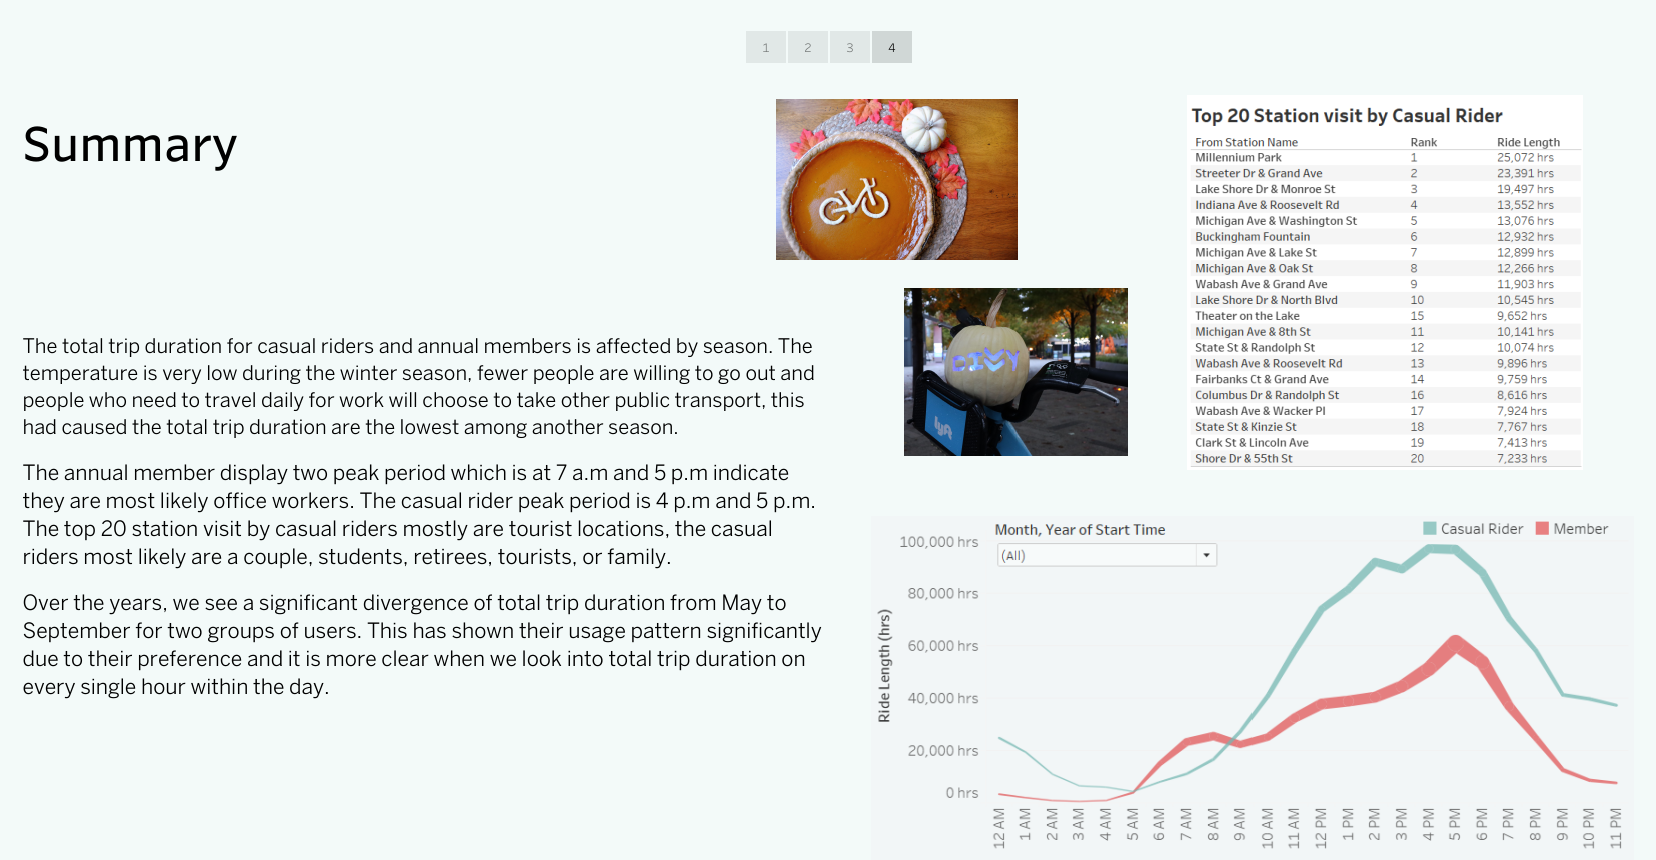 1 2 3 4
Summary
The total trip duration for casual riders and annual members is affected by season. The
temperature is very low during the winter season, fewer people are willing to go out and
people who need to travel daily for work will choose to take other public transport, this
had caused the total trip duration are the lowest among another season.
The annual member display two peak period which is at 7 a.m and 5 p.m indicate
they are most likely office workers. The casual rider peak period is 4 p.m and 5 p.m.
The top 20 station visit by casual riders mostly are tourist locations, the casual
riders most likely are a couple, students, retirees, tourists, or family.
Over the years, we see a significant divergence of total trip duration from May to
September for two groups of users. This has shown their usage pattern significantly
due to their preference and it is more clear when we look into total trip duration on
every single hour within the day.
DIVVY
lyft
Top 20 Station visit by Casual Rider
From Station Name Rank Ride Length
Millennium Park 1 25,072 hrs
Streeter Dr & Grand Ave 2 23,391 hrs
Lake Shore Dr & Monroe St 3 19,497 hrs
Indiana Ave & Roosevelt Rd 4 13,552 hrs
Michigan Ave & Washington St 5 13,076 hrs
Buckingham Fountain 6 12,932 hrs
Michigan Ave & Lake St 7 12,899 hrs
Michigan Ave & Oak St 8 12,266 hrs
Wabash Ave & Grand Ave 9 11,903 hrs
Lake Shore Dr & North Blvd 10 10,545 hrs
Theater on the Lake 15 9,652 hrs
Michigan Ave & 8th St 11 10,141 hrs
State St & Randolph St 12 10,074 hrs
Wabash Ave & Roosevelt Rd 13 9,896 hrs
Fairbanks Ct & Grand Ave 14 9,759 hrs
Columbus Dr & Randolph St 16 8,616 hrs
Wabash Ave & Wacker Pl 17 7,924 hrs
State St & Kinzie St 18 7,767 hrs
Clark St & Lincoln Ave 19 7,413 hrs
Shore Dr & 55th St 20 7,233 hrs
Month, Year of Start Time
(All)
Casual Rider Member
Ride Length (hrs)
100,000 hrs
80,000 hrs
60,000 hrs
40,000 hrs
20,000 hrs
0 hrs
12 AM 1 AM 2 AM 3 AM 4 AM 5 AM 6 AM 7 AM 8 AM 9 AM 10 AM 11 AM 12 PM 1 PM 2 PM 3 PM 4 PM 5 PM 6 PM 7 PM 8 PM 9 PM 10 PM 11 PM